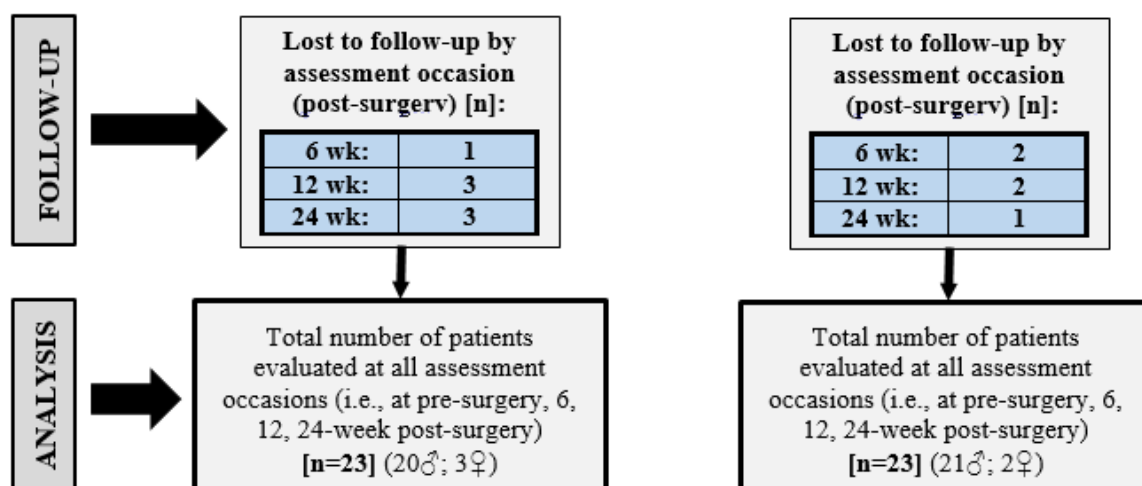 FOLLOW-UP
Lost to follow-up by
assessment occasion
(post-surgery) [n]:
6 wk: 1
12 wk: 3
24 wk: 3
Lost to follow-up by
assessment occasion
(post-surgery) [n]:
6 wk: 2
12 wk: 2
24 wk: 1
ANALYSIS
Total number of patients
evaluated at all assessment
occasions (i.e., at pre-surgery, 6,
12, 24-week post-surgery)
[n=23] (20♂; 3♀)
Total number of patients
evaluated at all assessment
occasions (i.e., at pre-surgery, 6,
12, 24-week post-surgery)
[n=23] (21♂; 2♀)